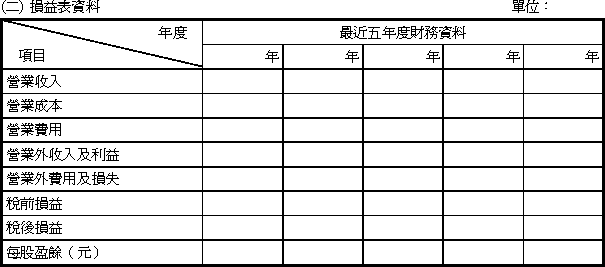 (二) 損益表資料 單位：
年度 最近五年度財務資料
項目 年 年 年 年 年
營業收入
營業成本
營業費用
營業外收入及利益
營業外費用及損失
稅前損益
稅後損益
每股盈餘（元）